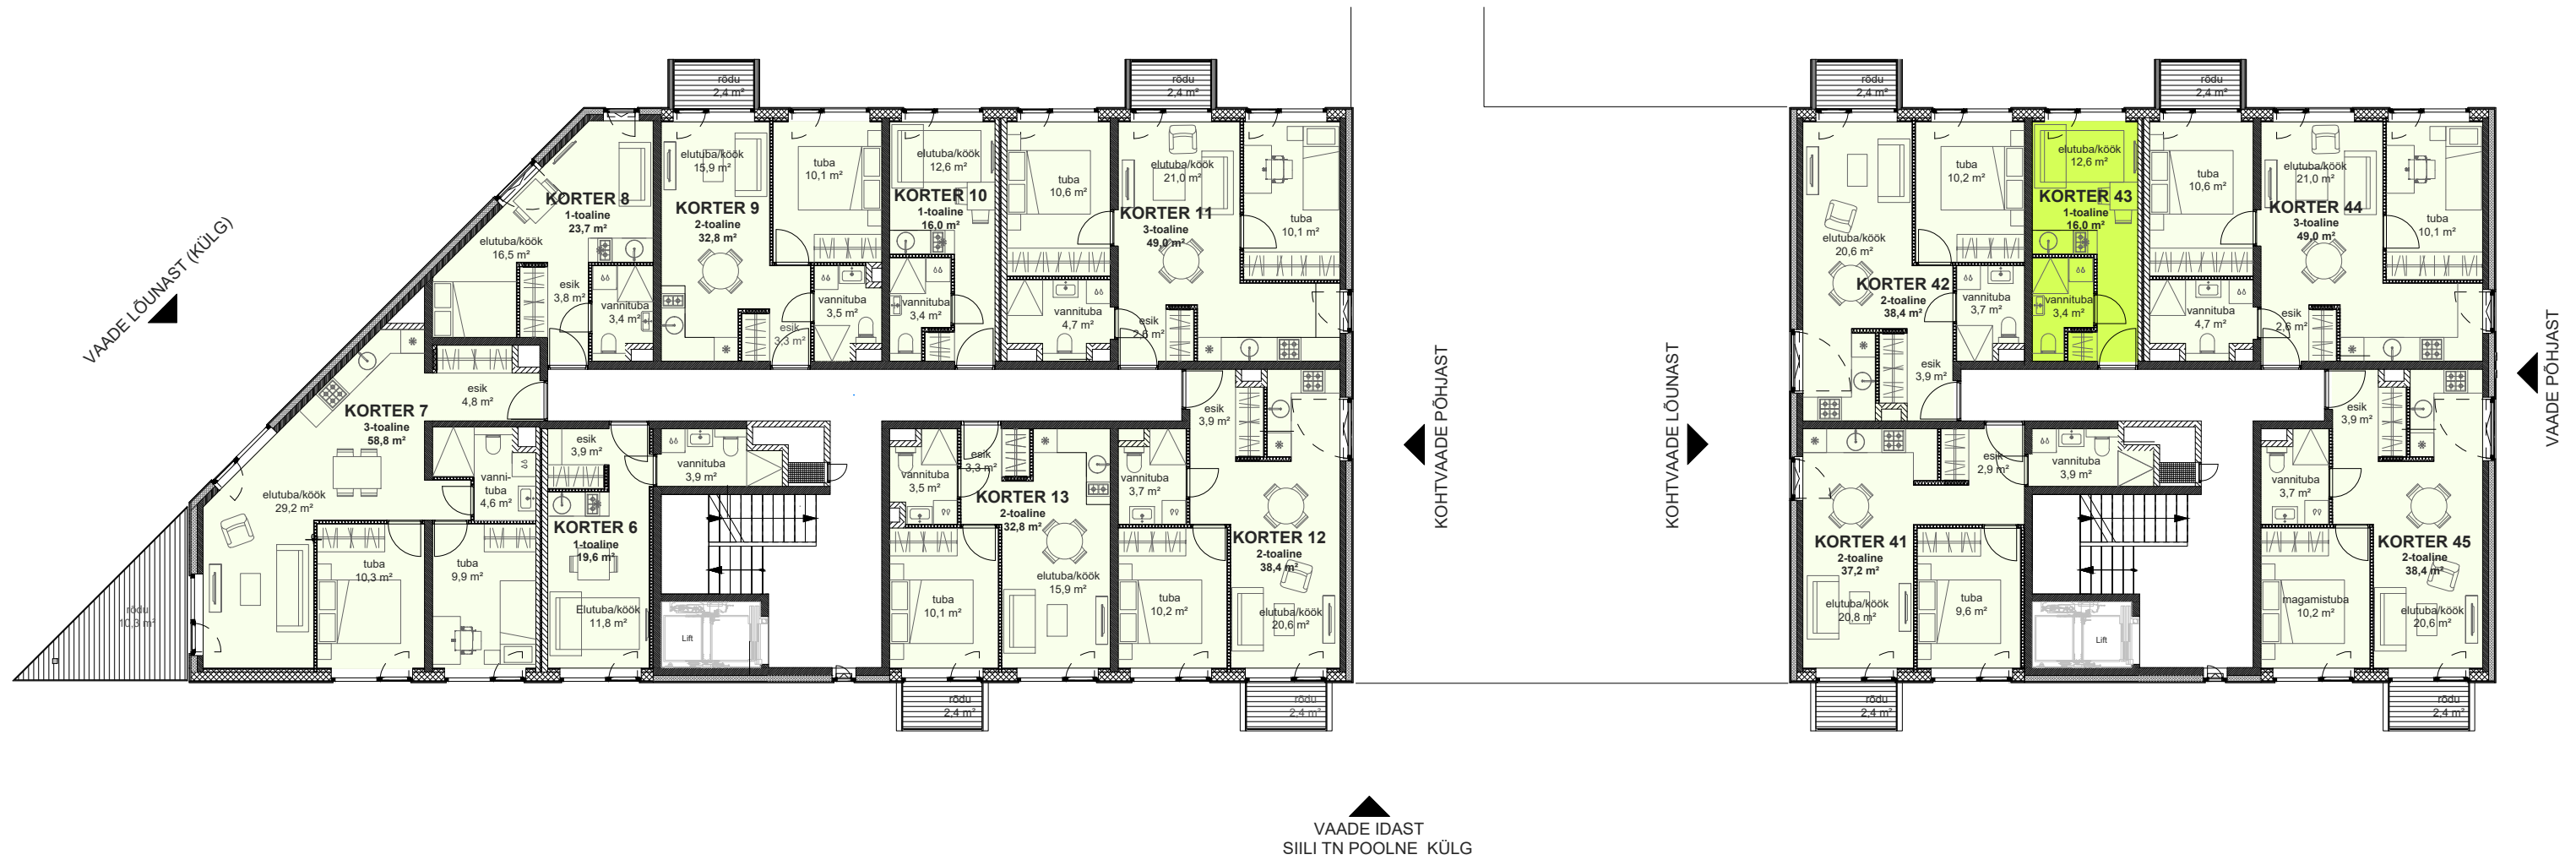 rõdu
2,4 m²
rõdu
2,4 m²
rõdu
2,4 m²
rõdu
2,4 m²
VAADE LÕUNAST (KÜLG)
KORTER 8
1-toaline
23,7 m²
elutuba/köök
16,5 m²
esik
3,8 m²
vannituba
3,4 m²
elutuba/köök
15,9 m²
KORTER 9
2-toaline
32,8 m²
tuba
10,1 m²
esik
3,3 m²
vannituba
3,5 m²
elutuba/köök
12,6 m²
KORTER 10
1-toaline
16,0 m²
vannituba
3,4 m²
tuba
10,6 m²
vannituba
4,7 m²
elutuba/köök
21,0 m²
KORTER 11
3-toaline
49,0 m²
esik
2,6 m²
tuba
10,1 m²
esik
4,8 m²
KORTER 7
3-toaline
58,8 m²
elutuba/köök
29,2 m²
vanni-
tuba
4,6 m²
tuba
10,3 m²
tuba
9,9 m²
rõdu
10,3 m²
esik
3,9 m²
vannituba
3,9 m²
KORTER 6
1-toaline
19,6 m²
Elutuba/köök
11,8 m²
Lift
vannituba
3,5 m²
esik
3,3 m²
KORTER 13
2-toaline
32,8 m²
tuba
10,1 m²
elutuba/köök
15,9 m²
vannituba
3,7 m²
esik
3,9 m²
KORTER 12
2-toaline
38,4 m²
tuba
10,2 m²
elutuba/köök
20,6 m²
rõdu
2,4 m²
rõdu
2,4 m²
KOHTVAADE PÕHJAST
KOHTVAADE LÕUNAST
elutuba/köök
20,6 m²
KORTER 42
2-toaline
38,4 m²
tuba
10,2 m²
vannituba
3,7 m²
esik
3,9 m²
elutuba/köök
12,6 m²
KORTER 43
1-toaline
16,0 m²
vannituba
3,4 m²
tuba
10,6 m²
vannituba
4,7 m²
elutuba/köök
21,0 m²
KORTER 44
3-toaline
49,0 m²
esik
2,6 m²
tuba
10,1 m²
esik
2,9 m²
vannituba
3,9 m²
KORTER 41
2-toaline
37,2 m²
elutuba/köök
20,8 m²
tuba
9,6 m²
Lift
esik
3,9 m²
vannituba
3,7 m²
KORTER 45
2-toaline
38,4 m²
magamistuba
10,2 m²
elutuba/köök
20,6 m²
rõdu
2,4 m²
rõdu
2,4 m²
VAADE PÕHJAST
VAADE IDAST
SIILI TN POOLNE KÜLG